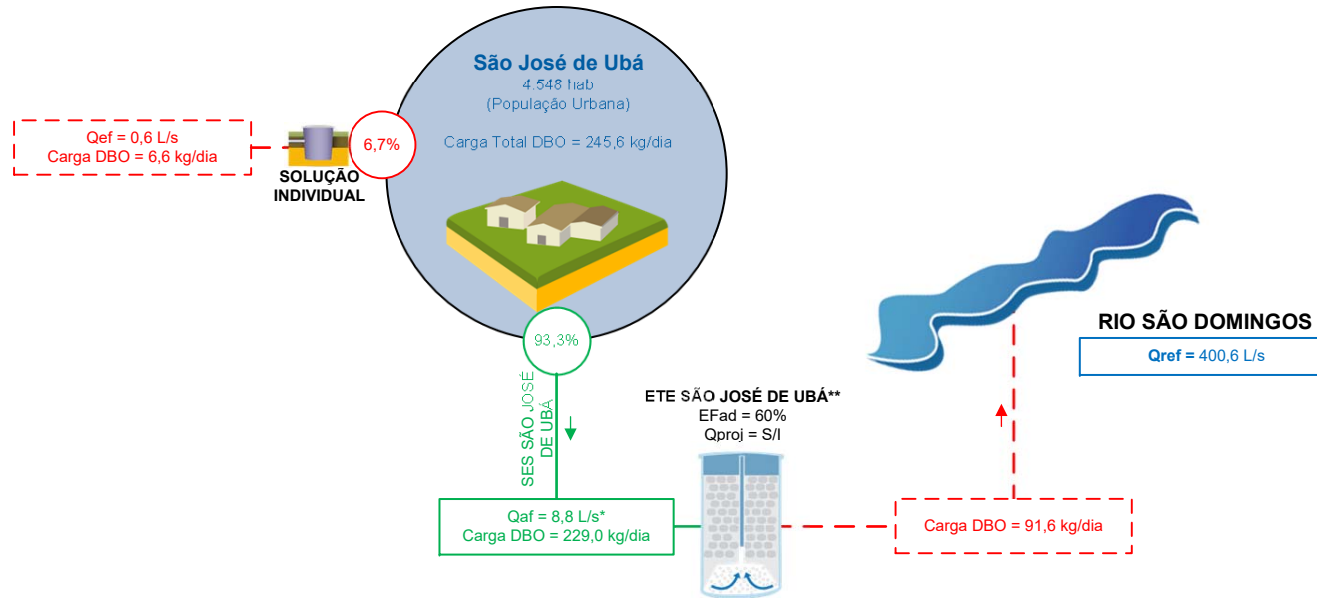 São José de Ubá
4.548 hab
(População Urbana)
Carga Total DBO = 245,6 kg/dia
Qef = 0,6 L/s
Carga DBO = 6,6 kg/dia
6,7%
SOLUÇÃO
INDIVIDUAL
93,3%
SES SÃO JOSÉ
DE UBÁ
Qaf = 8,8 L/s*
Carga DBO = 229,0 kg/dia
ETE SÃO JOSÉ DE UBÁ**
EFad = 60%
Qproj = S/I
Carga DBO = 91,6 kg/dia
RIO SÃO DOMINGOS
Qref = 400,6 L/s